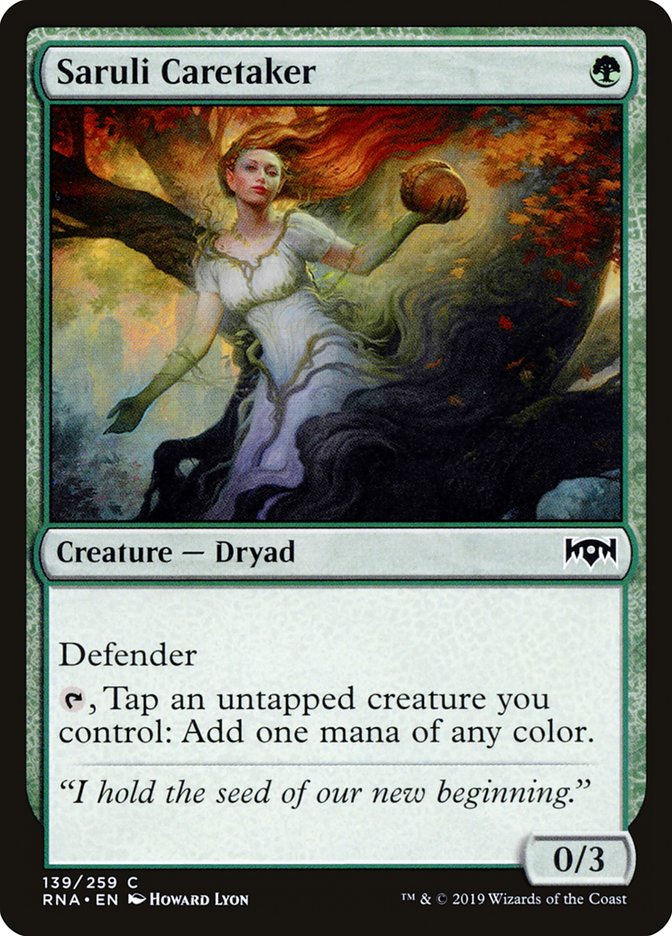 Saruli Caretaker
Creature — Dryad
Defender
, Tap an untapped creature you
control: Add one mana of any color.
“I hold the seed of our new beginning.”
0/3
139/259 C
RNA • EN Howard Lyon
™ & © 2019 Wizards of the Coast